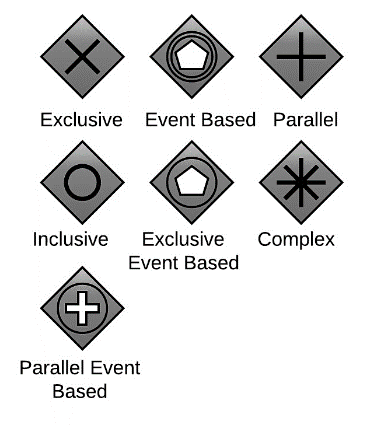 Exclusive
Event Based
Parallel
Inclusive
Exclusive
Event Based
Complex
Parallel Event
Based